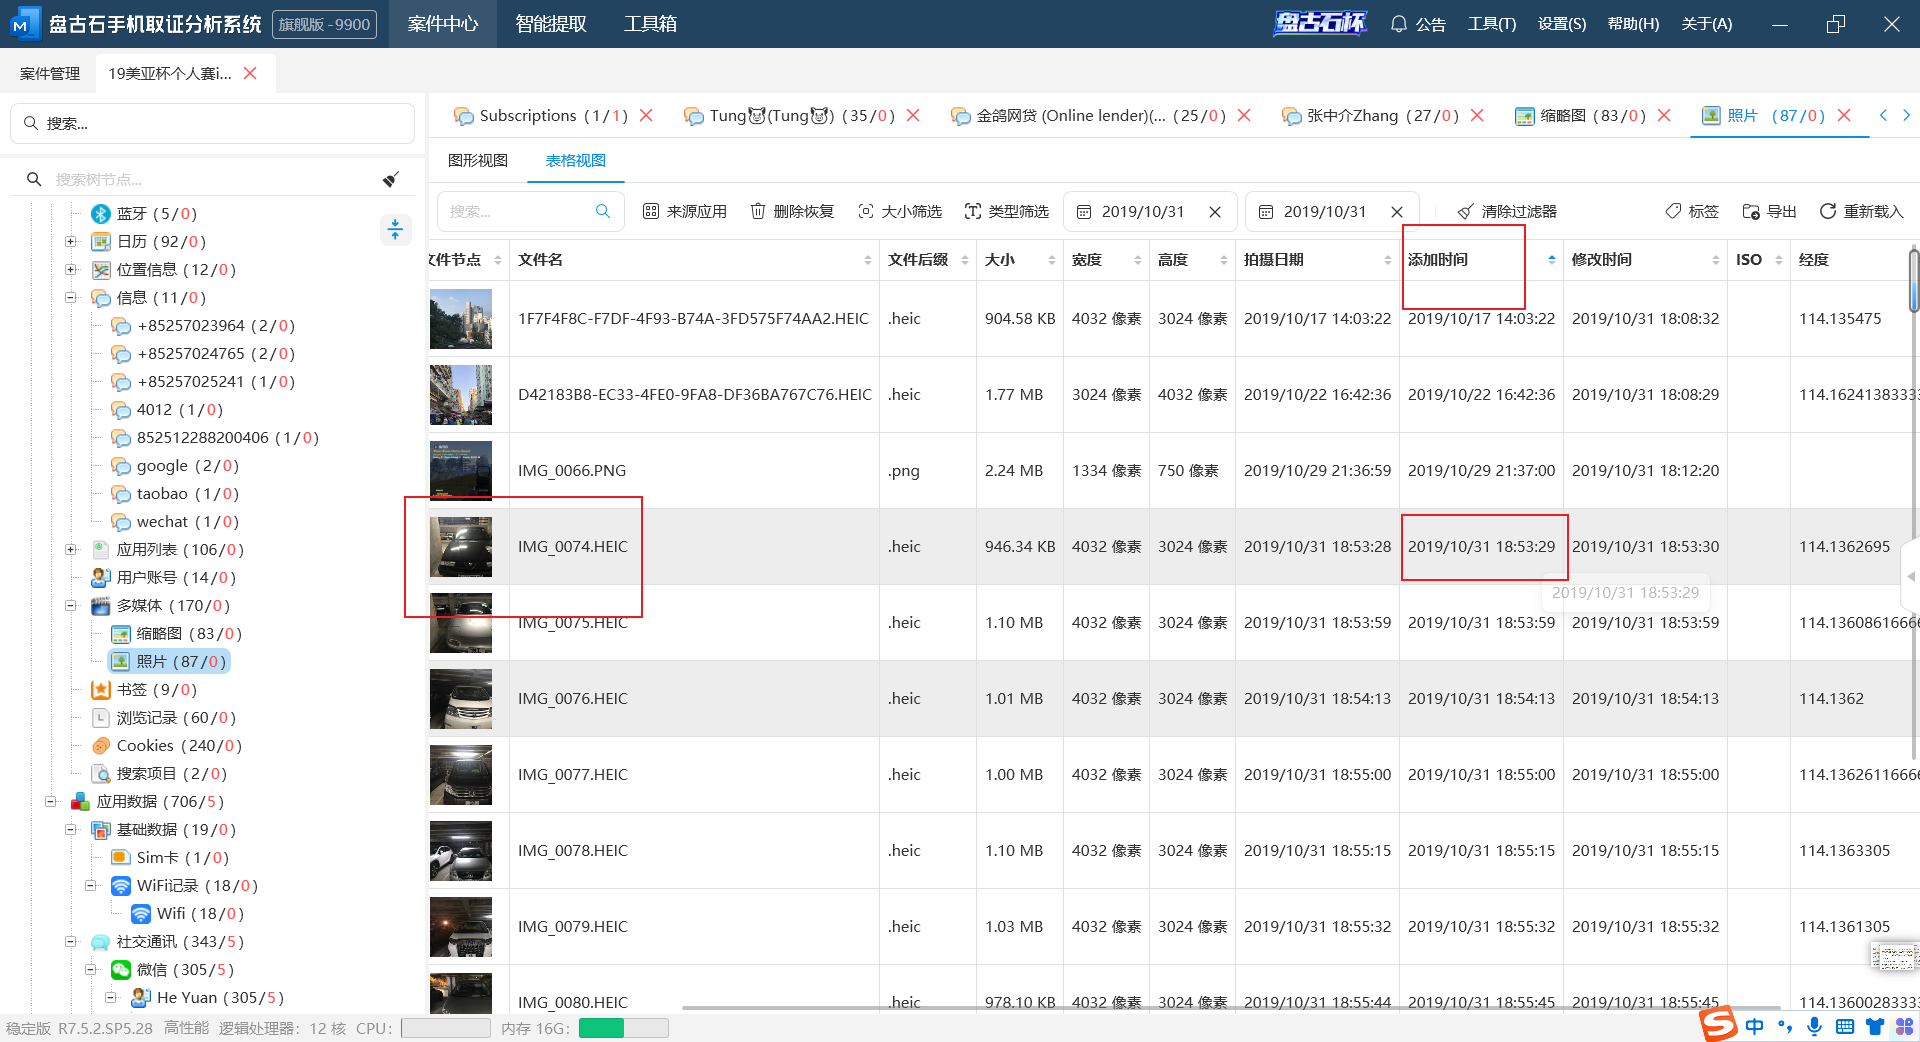 盘古石手机取证分析系统 旗舰版 - 9900 案件中心 智能提取 工具箱 盘古石杯 公告 工具(T) 设置(S) 帮助(H) 关于(A)
案件管理 19美亚杯个人赛i...
搜索...
搜索树节点...
蓝牙 (5/0)
日历 (92/0)
位置信息 (12/0)
信息 (11/0)
+85257023964 (2/0)
+85257024765 (2/0)
+85257025241 (1/0)
4012 (1/0)
852512288200406 (1/0)
google (2/0)
taobao (1/0)
wechat (1/0)
应用列表 (106/0)
用户账号 (14/0)
多媒体 (170/0)
缩略图 (83/0)
照片 (87/0)
书签 (9/0)
浏览记录 (60/0)
Cookies (240/0)
搜索项目 (2/0)
应用数据 (706/5)
基础数据 (19/0)
Sim卡 (1/0)
WiFi记录 (18/0)
Wifi (18/0)
社交通讯 (343/5)
微信 (305/5)
He Yuan (305/5)
Subscriptions (1/1) Tung🐷(Tung🐷) (35/0) 金鸽网贷 (Online lender)(... (25/0) 张中介Zhang (27/0) 缩略图 (83/0) 照片 (87/0)
图形视图 表格视图
搜索... 来源应用 删除恢复 大小筛选 类型筛选 2019/10/31 2019/10/31 清除过滤器 标签 导出 重新载入
文件节点 文件名 文件后缀 大小 宽度 高度 拍摄日期 添加时间 修改时间 ISO 经度
1F7F4F8C-F7DF-4F93-B74A-3FD575F74AA2.HEIC .heic 904.58 KB 4032 像素 3024 像素 2019/10/17 14:03:22 2019/10/17 14:03:22 2019/10/31 18:08:32 114.135475
D42183B8-EC33-4FE0-9FA8-DF36BA767C76.HEIC .heic 1.77 MB 3024 像素 4032 像素 2019/10/22 16:42:36 2019/10/22 16:42:36 2019/10/31 18:08:29 114.1624138333
IMG_0066.PNG .png 2.24 MB 1334 像素 750 像素 2019/10/29 21:36:59 2019/10/29 21:37:00 2019/10/31 18:12:20
IMG_0074.HEIC .heic 946.34 KB 4032 像素 3024 像素 2019/10/31 18:53:28 2019/10/31 18:53:29 2019/10/31 18:53:30 114.1362695
2019/10/31 18:53:29
IMG_0075.HEIC .heic 1.10 MB 4032 像素 3024 像素 2019/10/31 18:53:59 2019/10/31 18:53:59 2019/10/31 18:53:59 114.1360861666
IMG_0076.HEIC .heic 1.01 MB 4032 像素 3024 像素 2019/10/31 18:54:13 2019/10/31 18:54:13 2019/10/31 18:54:13 114.1362
IMG_0077.HEIC .heic 1.00 MB 4032 像素 3024 像素 2019/10/31 18:55:00 2019/10/31 18:55:00 2019/10/31 18:55:00 114.1362611666
IMG_0078.HEIC .heic 1.10 MB 4032 像素 3024 像素 2019/10/31 18:55:15 2019/10/31 18:55:15 2019/10/31 18:55:15 114.1363305
IMG_0079.HEIC .heic 1.03 MB 4032 像素 3024 像素 2019/10/31 18:55:32 2019/10/31 18:55:32 2019/10/31 18:55:32 114.1361305
IMG_0080.HEIC .heic 978.10 KB 4032 像素 3024 像素 2019/10/31 18:55:44 2019/10/31 18:55:45 2019/10/31 18:55:45 114.1360028333
稳定版 R7.5.2.SP5.28 高性能 逻辑处理器：12 核 CPU： 内存 16G： 中